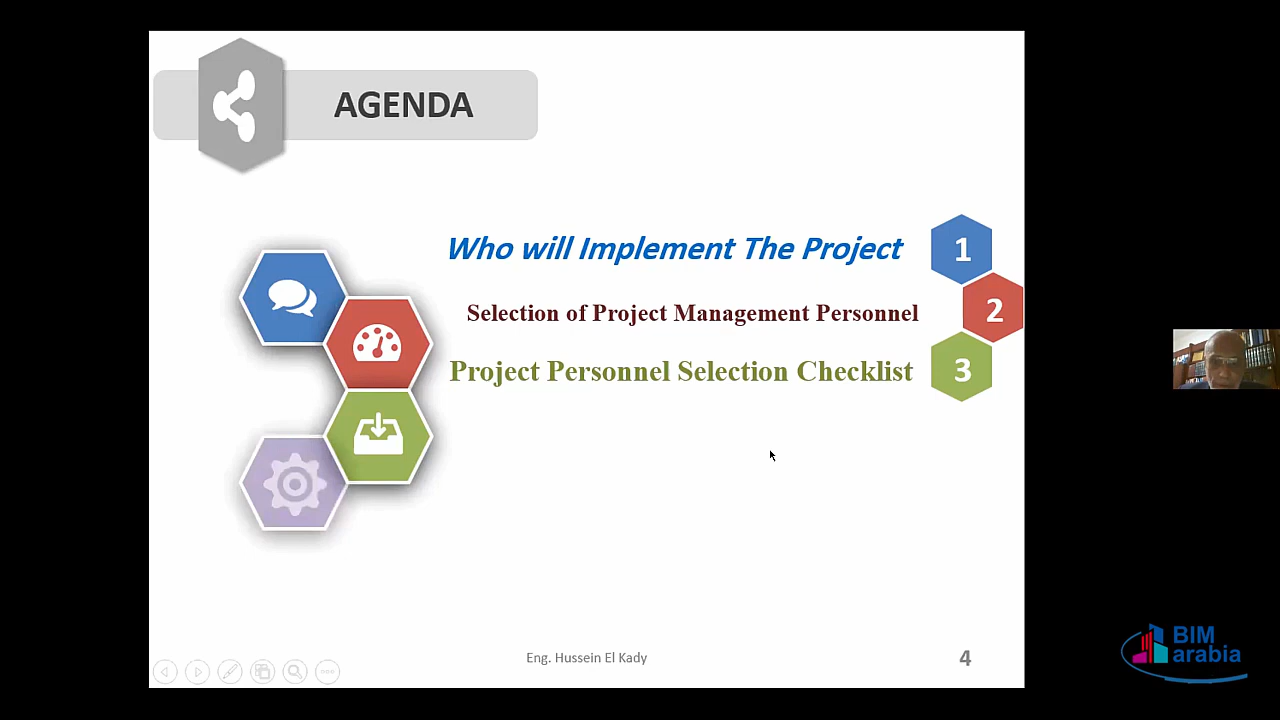 AGENDA
Who will Implement The Project
1
Selection of Project Management Personnel
2
Project Personnel Selection Checklist
3
Eng. Hussein El Kady
4
BIM
arabia